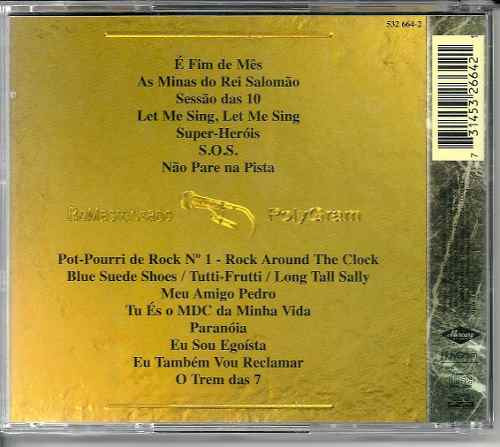 532 664-2
É Fim de Mês
As Minas do Rei Salomão
Sessão das 10
Let Me Sing, Let Me Sing
Super-Heróis
S.O.S.
Não Pare na Pista
PolyGram
Pot-Pourri de Rock Nº 1 - Rock Around The Clock
Blue Suede Shoes / Tutti-Frutti / Long Tall Sally
Meu Amigo Pedro
Tu És o MDC da Minha Vida
Paranóia
Eu Sou Egoísta
Eu Também Vou Reclamar
O Trem das 7
7 31453 26642 1
Mercury